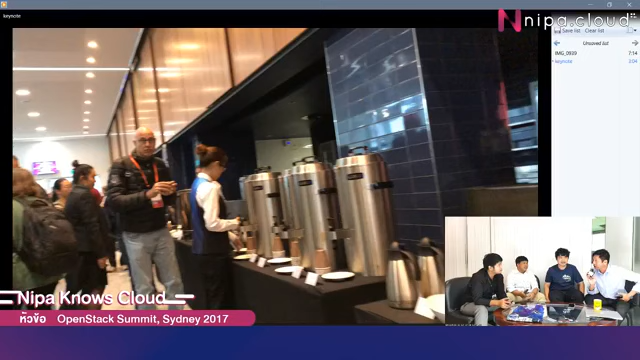 keynote
nipa.cloud
Save list Clear list
Unsaved list
IMG_0939 7:14
keynote 3:04
Nipa Knows Cloud
หัวข้อ OpenStack Summit, Sydney 2017